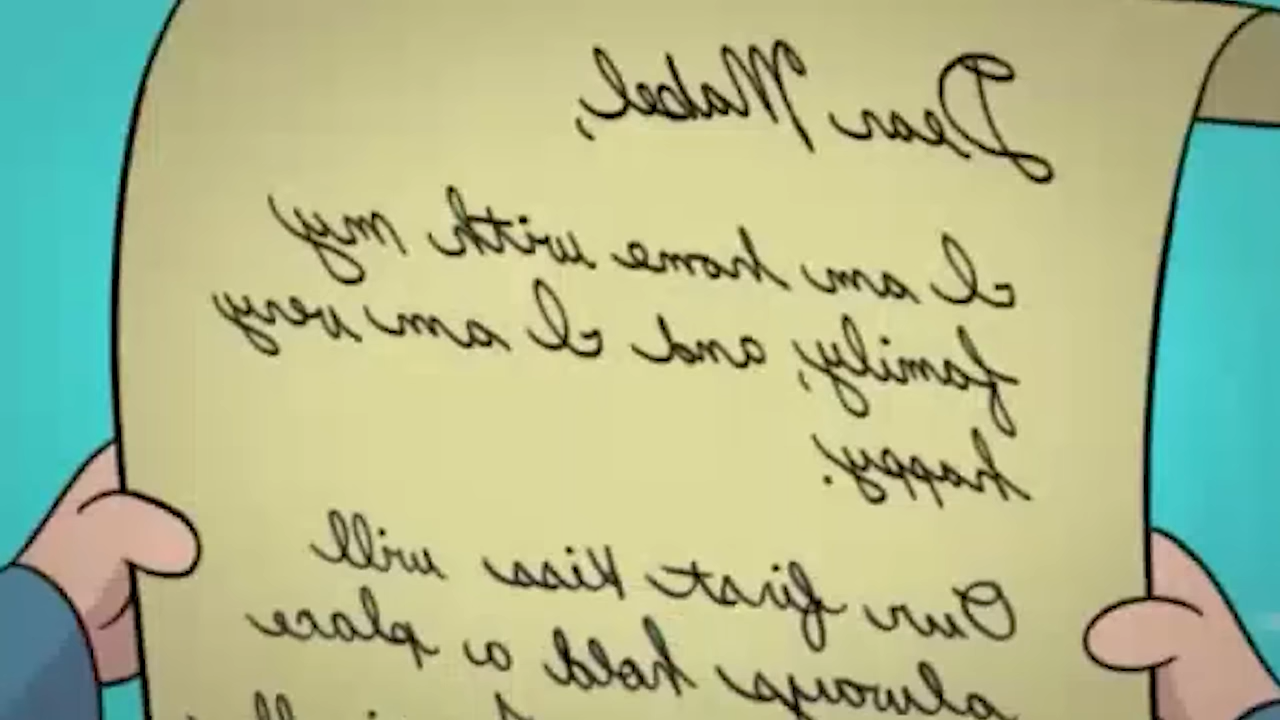 Dear Mabel,
I am home with my
family, and I am very
happy.
Our first kiss will
always hold a place